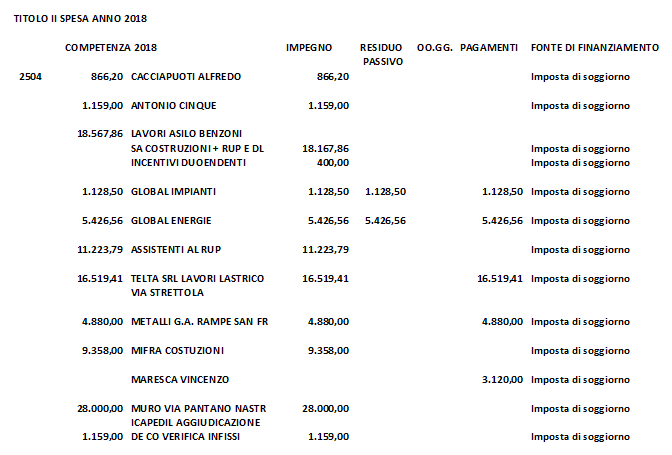 TITOLO II SPESA ANNO 2018
COMPETENZA 2018 IMPEGNO RESIDUO OO.GG. PAGAMENTI FONTE DI FINANZIAMENTO
PASSIVO
2504 866,20 CACCIAPUOTI ALFREDO 866,20 Imposta di soggiorno
1.159,00 ANTONIO CINQUE 1.159,00 Imposta di soggiorno
18.567,86 LAVORI ASILO BENZONI
SA COSTRUZIONI + RUP E DL 18.167,86 Imposta di soggiorno
INCENTIVI DUOENDENTI 400,00 Imposta di soggiorno
1.128,50 GLOBAL IMPIANTI 1.128,50 1.128,50 1.128,50 Imposta di soggiorno
5.426,56 GLOBAL ENERGIE 5.426,56 5.426,56 5.426,56 Imposta di soggiorno
11.223,79 ASSISTENTI AL RUP 11.223,79 Imposta di soggiorno
16.519,41 TELTA SRL LAVORI LASTRICO 16.519,41 16.519,41 Imposta di soggiorno
VIA STRETTOLA
4.880,00 METALLI G.A. RAMPE SAN FR 4.880,00 4.880,00 Imposta di soggiorno
9.358,00 MIFRA COSTUZIONI 9.358,00 Imposta di soggiorno
MARESCA VINCENZO 3.120,00 Imposta di soggiorno
28.000,00 MURO VIA PANTANO NASTR 28.000,00 Imposta di soggiorno
ICAPEDIL AGGIUDICAZIONE
1.159,00 DE CO VERIFICA INFISSI 1.159,00 Imposta di soggiorno